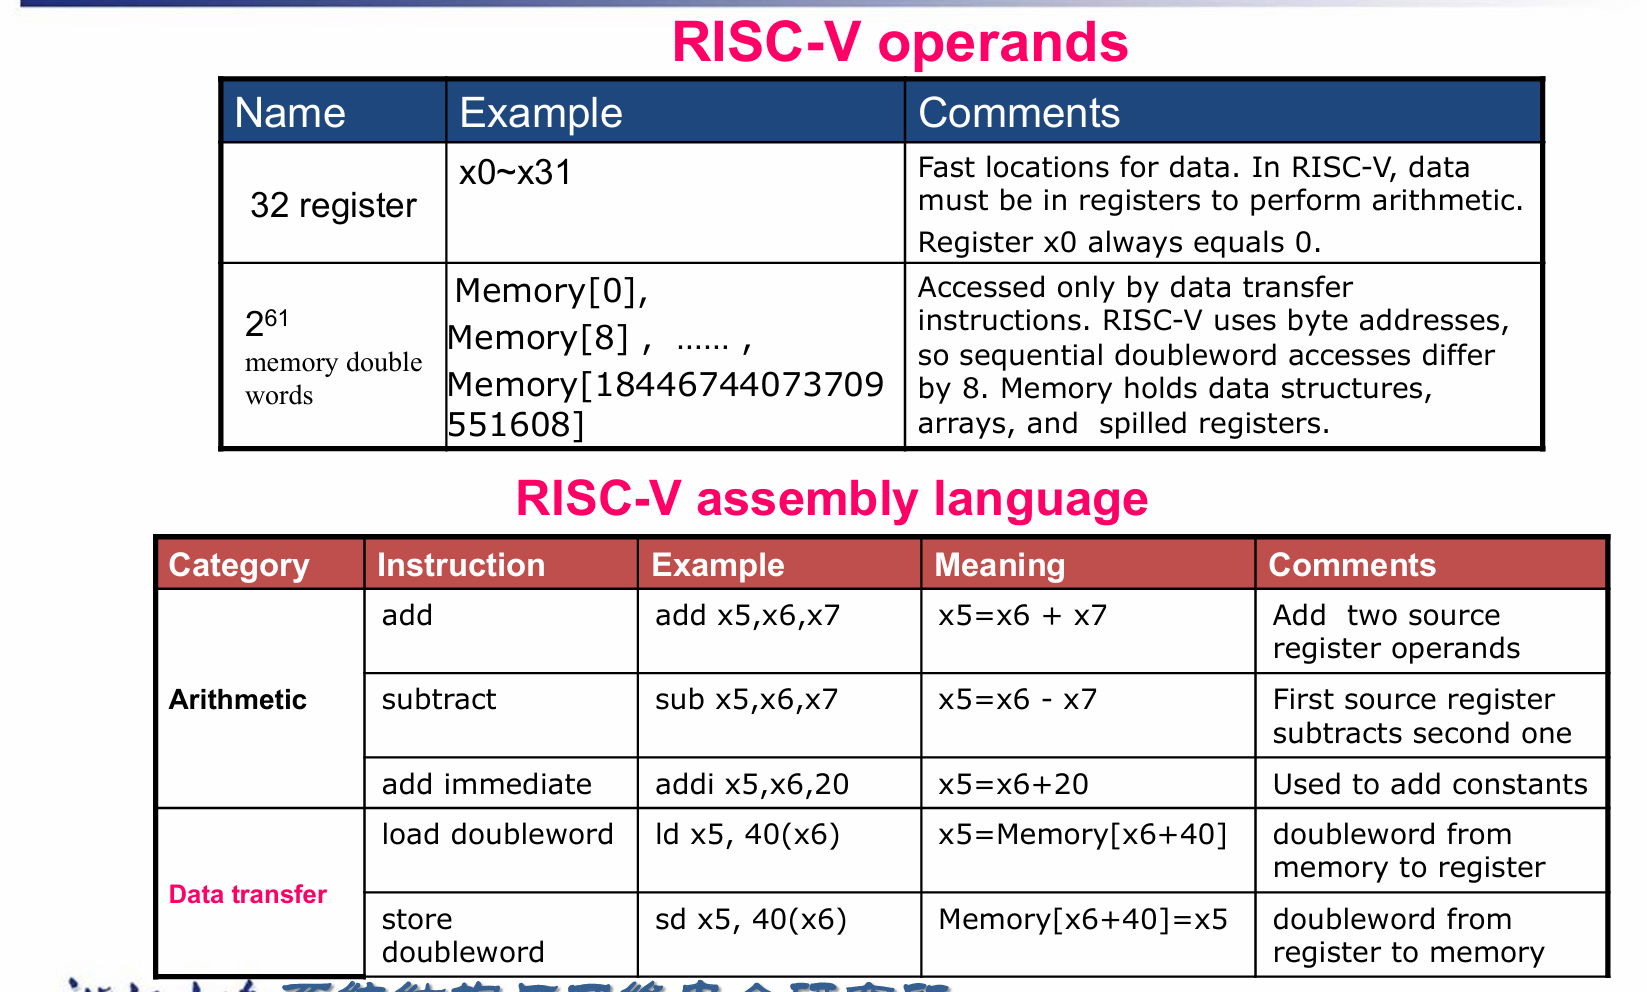 RISC-V operands
Name Example Comments
32 register
x0~x31
Fast locations for data. In RISC-V, data
must be in registers to perform arithmetic.
Register x0 always equals 0.
2⁶¹
memory double
words
Memory[0],
Memory[8] , …… ,
Memory[18446744073709
551608]
Accessed only by data transfer
instructions. RISC-V uses byte addresses,
so sequential doubleword accesses differ
by 8. Memory holds data structures,
arrays, and spilled registers.
RISC-V assembly language
Category Instruction Example Meaning Comments
Arithmetic
add
add x5,x6,x7
x5=x6 + x7
Add two source
register operands
subtract
sub x5,x6,x7
x5=x6 - x7
First source register
subtracts second one
add immediate
addi x5,x6,20
x5=x6+20
Used to add constants
Data transfer
load doubleword
ld x5, 40(x6)
x5=Memory[x6+40]
doubleword from
memory to register
store
doubleword
sd x5, 40(x6)
Memory[x6+40]=x5
doubleword from
register to memory